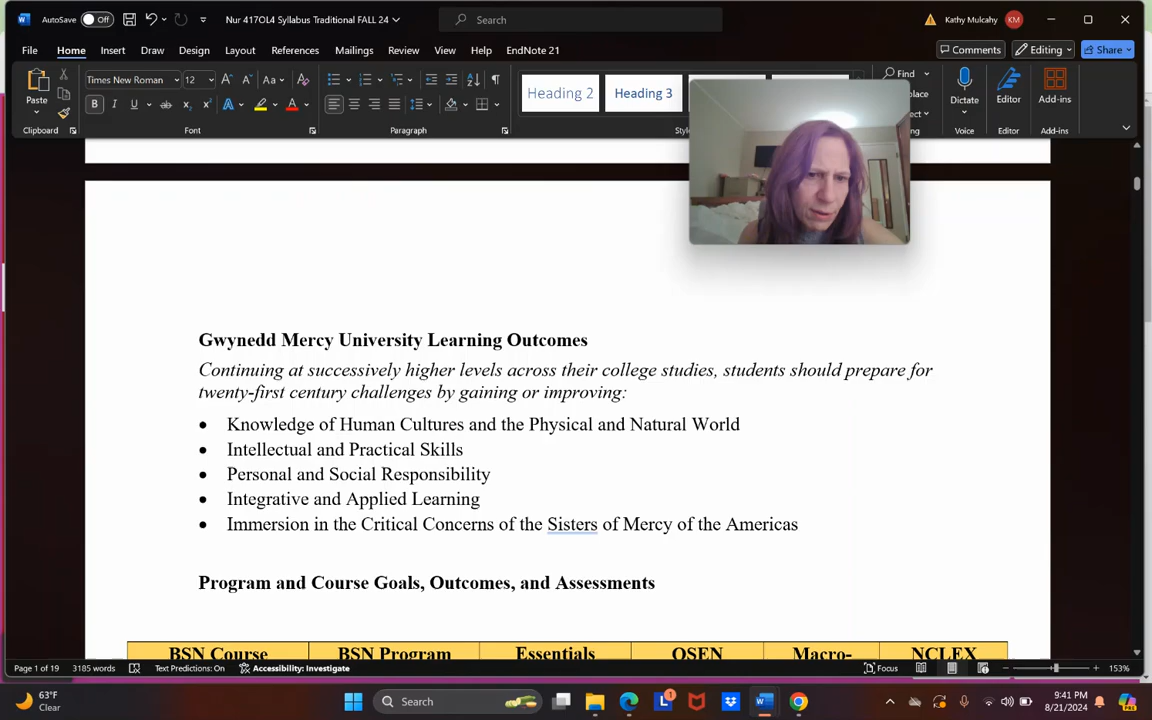 AutoSave Off Nur 417OL4 Syllabus Traditional FALL 24 Search Kathy Mulcahy KM
File Home Insert Draw Design Layout References Mailings Review View Help EndNote 21 Comments Editing Share
Paste Times New Roman 12 Aa Heading 2 Heading 3 Find Dictate Editor Add-ins
Clipboard Font Paragraph Voice Editor Add-ins
Gwynedd Mercy University Learning Outcomes
Continuing at successively higher levels across their college studies, students should prepare for
twenty-first century challenges by gaining or improving:
• Knowledge of Human Cultures and the Physical and Natural World
• Intellectual and Practical Skills
• Personal and Social Responsibility
• Integrative and Applied Learning
• Immersion in the Critical Concerns of the Sisters of Mercy of the Americas
Program and Course Goals, Outcomes, and Assessments
BSN Course BSN Program Essentials QSEN Macro- NCLEX
Page 1 of 19 3185 words Text Predictions: On Accessibility: Investigate Focus 153%
63°F
Clear
Search
9:41 PM
8/21/2024